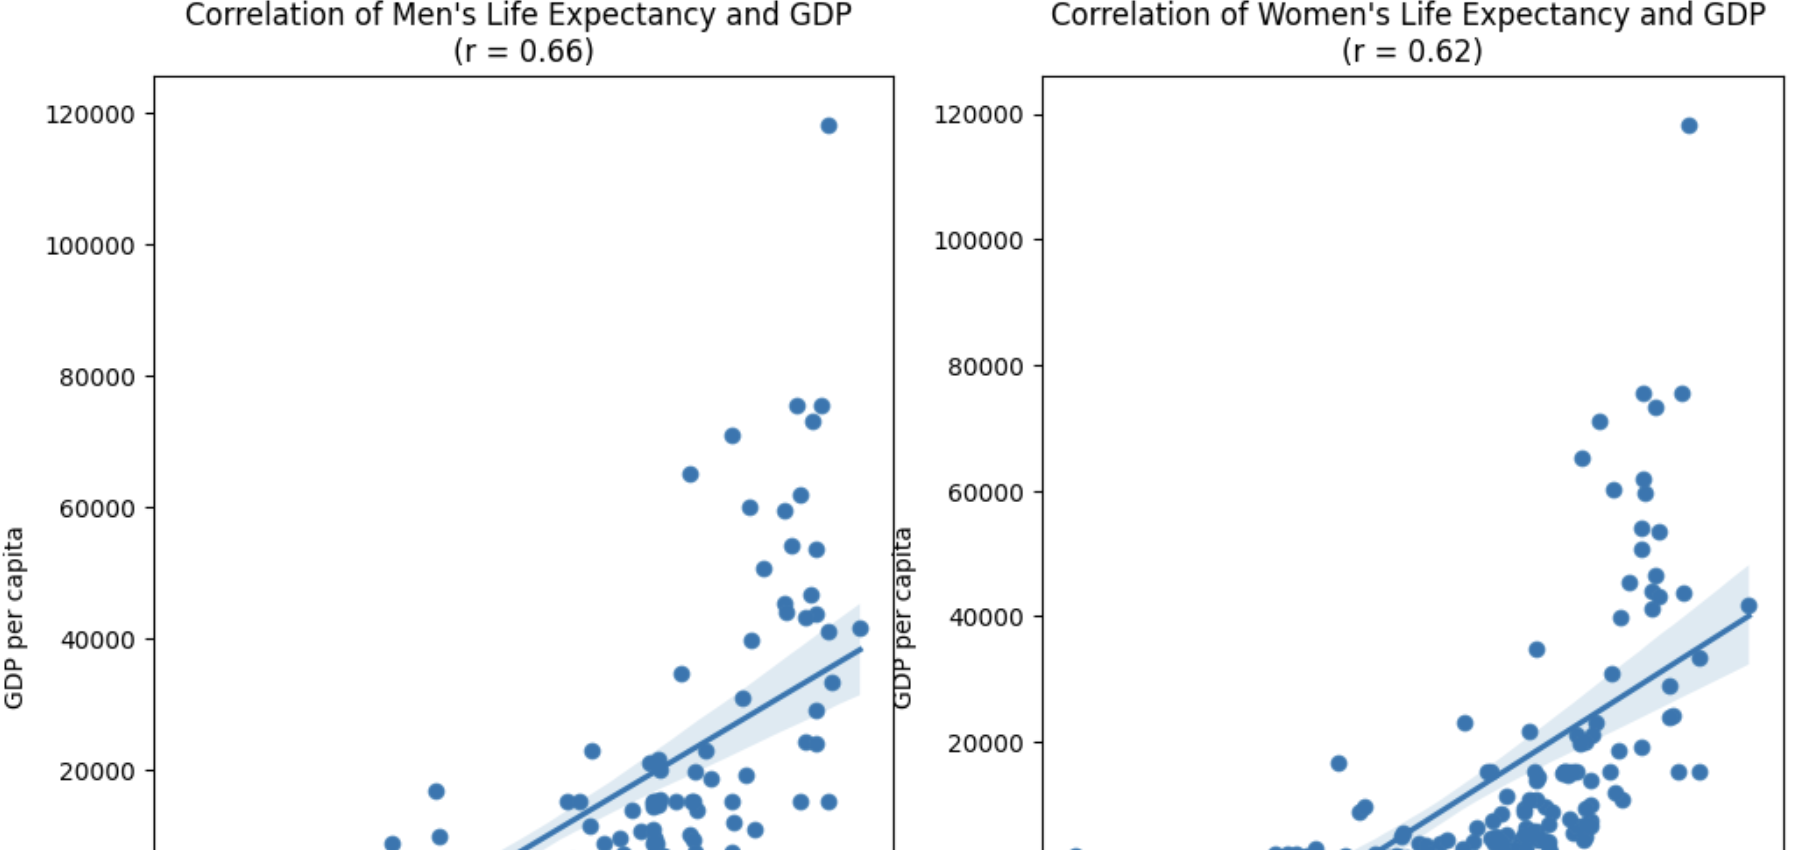 Correlation of Men's Life Expectancy and GDP
(r = 0.66)
120000
100000
80000
60000
40000
20000
GDP per capita
Correlation of Women's Life Expectancy and GDP
(r = 0.62)
120000
100000
80000
60000
40000
20000
GDP per capita